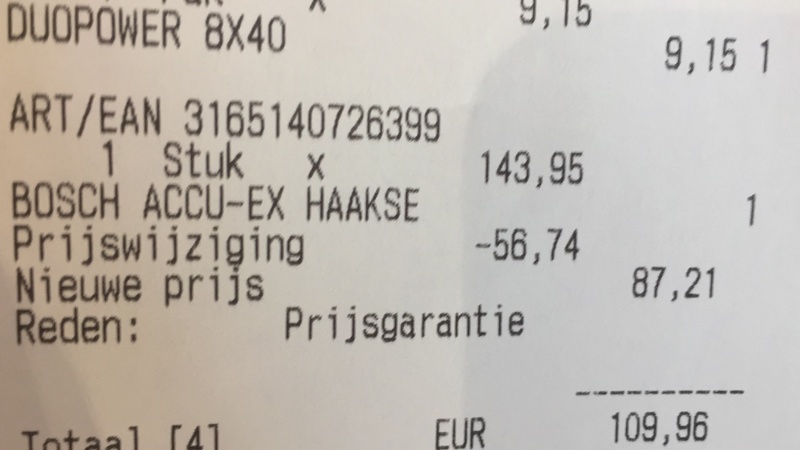 x 9,15
DUOPOWER 8X40
9,15 1
ART/EAN 3165140726399
1 Stuk x 143,95
BOSCH ACCU-EX HAAKSE 1
Prijswijziging -56,74
Nieuwe prijs 87,21
Reden: Prijsgarantie
----------
Totaal [4] EUR 109,96